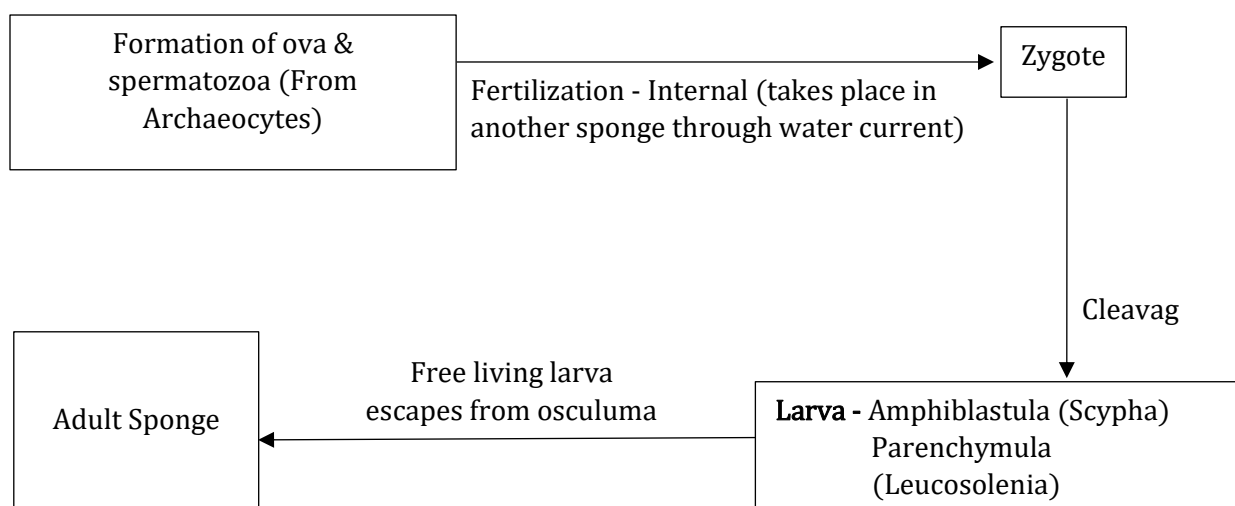 Formation of ova &
spermatozoa (From
Archaeocytes)
Fertilization - Internal (takes place in
another sponge through water current)
Zygote
Cleavag
Larva - Amphiblastula (Scypha)
Parenchymula
(Leucosolenia)
Free living larva
escapes from osculuma
Adult Sponge